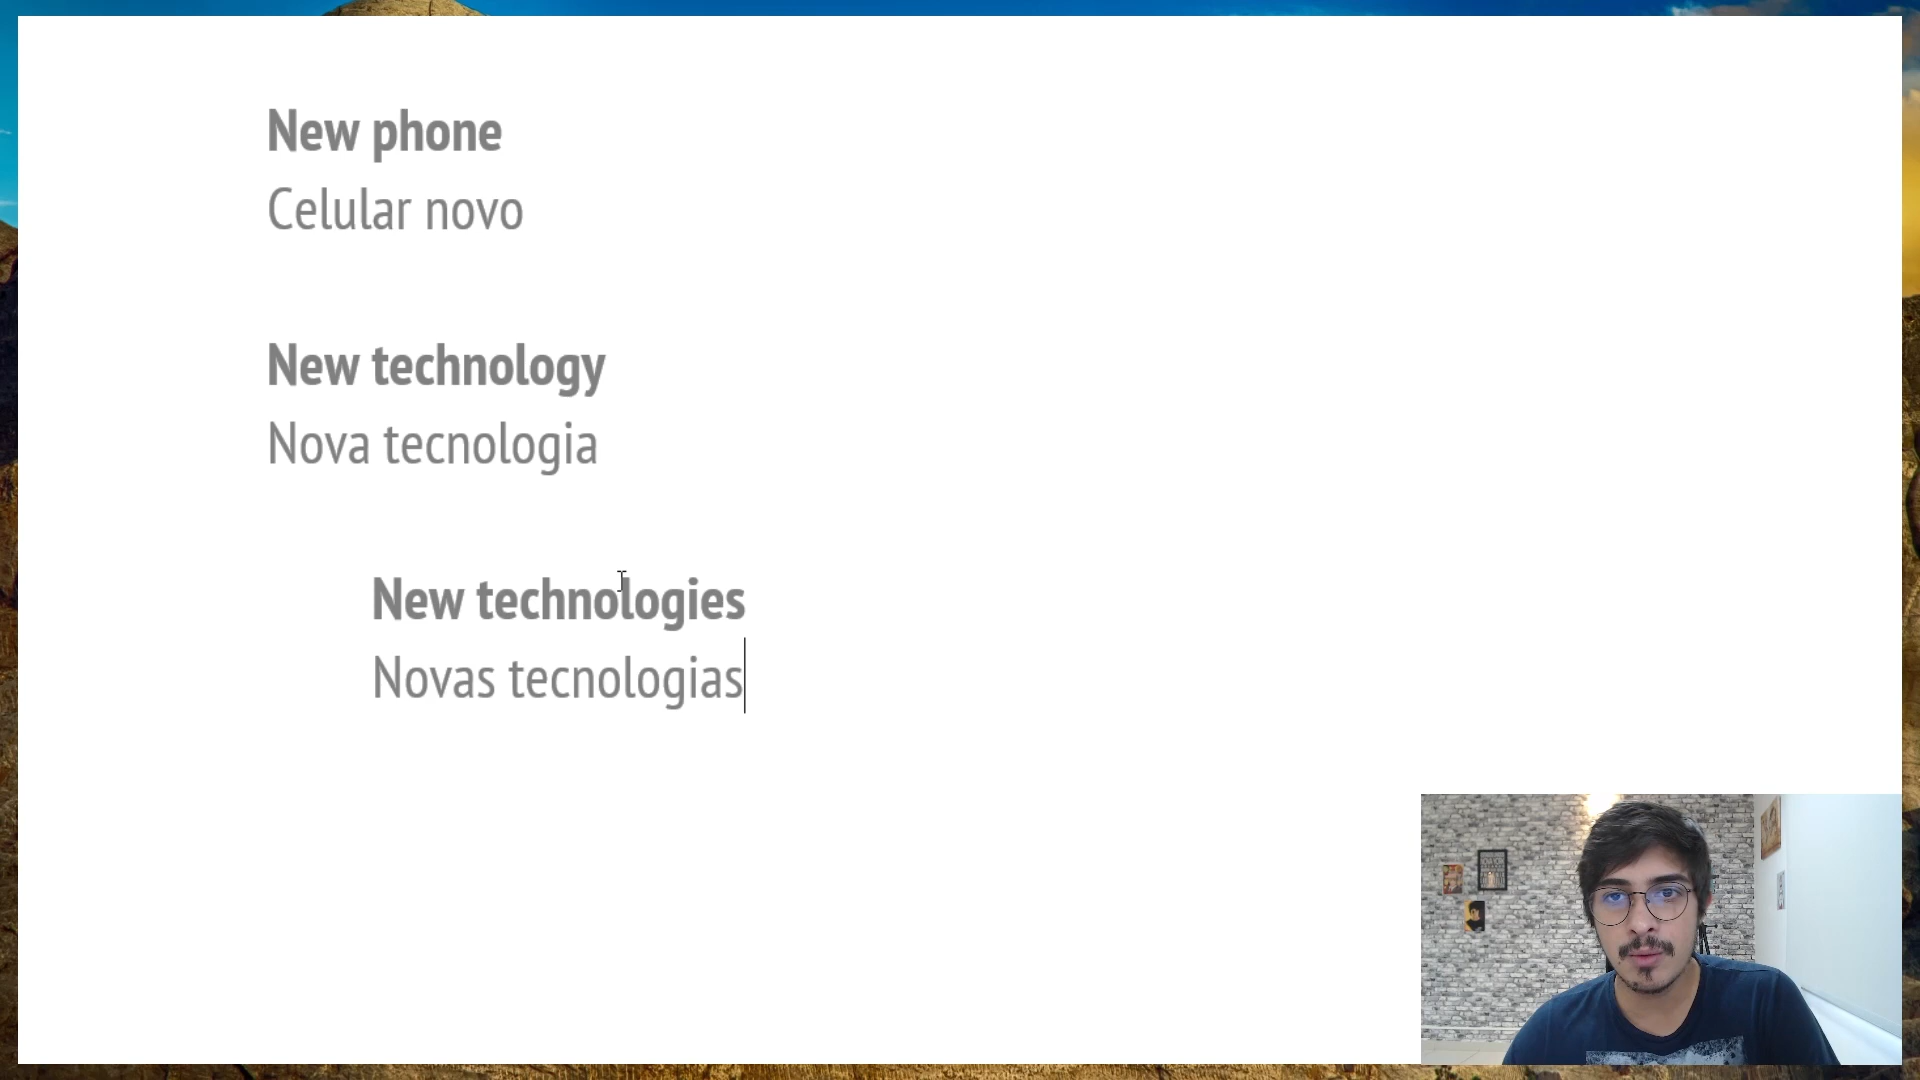 New phone
Celular novo
New technology
Nova tecnologia
New technologies
Novas tecnologias